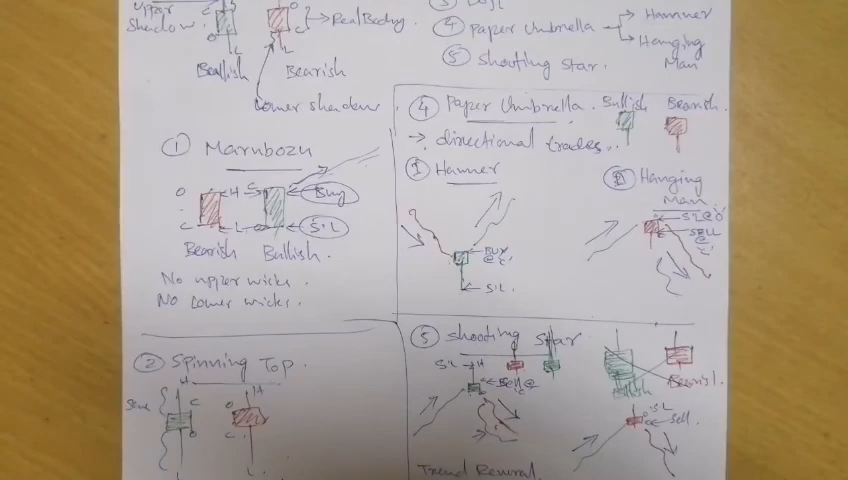 upper
Shadow.
Real Body
Bearish
Lower shadow
④ Paper Umbrella
Hammer
Hanging
Man
⑤ Shooting Star.
① Marubozu
O H C Buy
C L S.L
Bearish Bullish.
No upper wicks.
No Lower wicks.
② Spinning Top
H H
C O
O C.
④ Paper Umbrella. Bullish Bearish.
→ directional trades..
① Hammer
BUY
@ 'C'.
S.L.
Hanging
Man
S.L @ 'O'
SELL
@
'C'
⑤ Shooting Star
S.L H
Sell @
Bearish.
S.L
Sell.
Trend Reversal